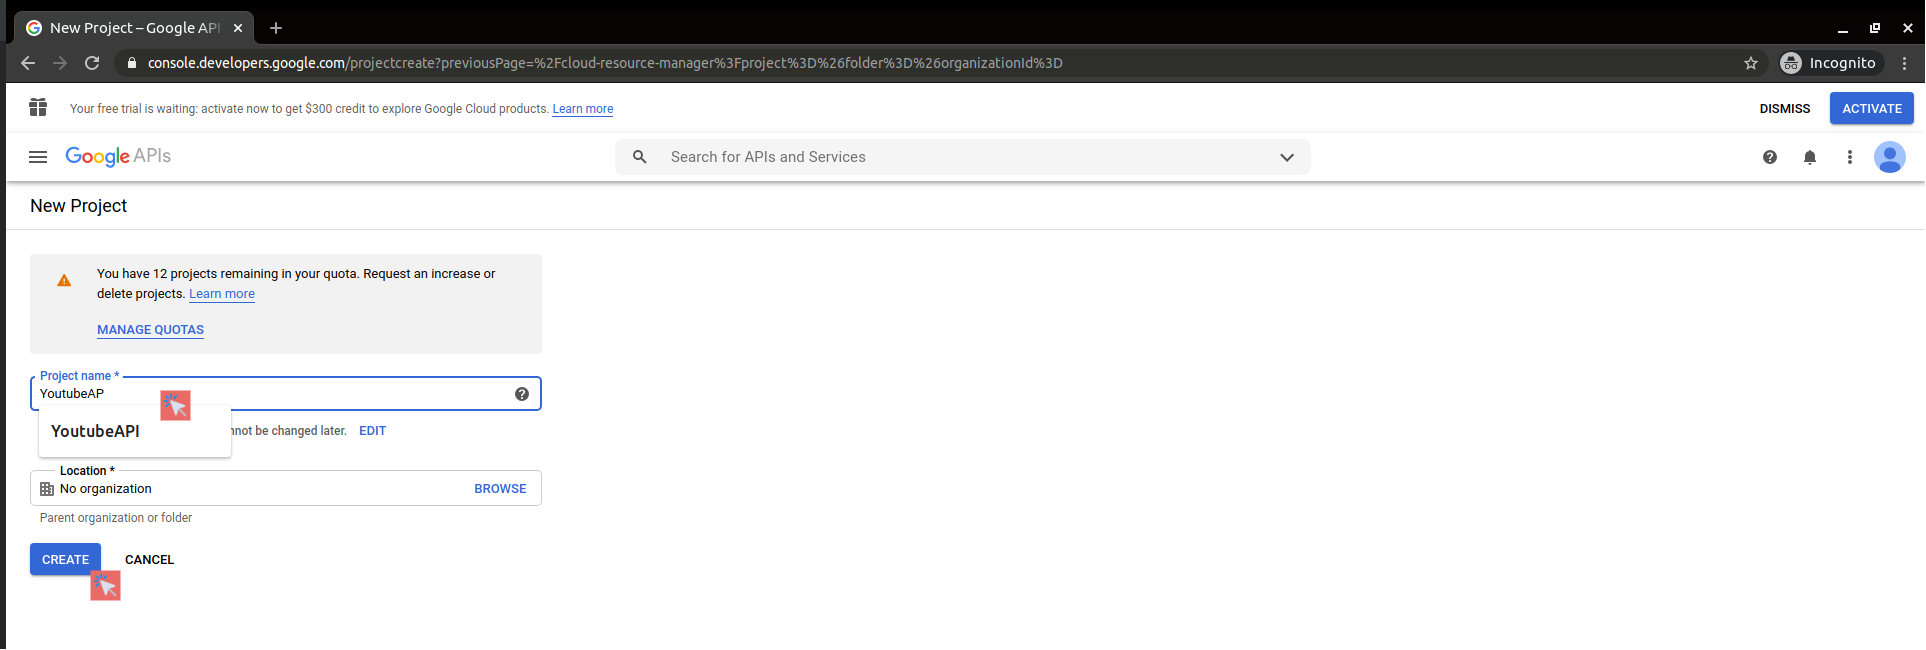 New Project – Google API
Incognito
console.developers.google.com/projectcreate?previousPage=%2Fcloud-resource-manager%3Fproject%3D%26folder%3D%26organizationId%3D
Your free trial is waiting: activate now to get $300 credit to explore Google Cloud products. Learn more
DISMISS
ACTIVATE
Google APIs
Search for APIs and Services
New Project
You have 12 projects remaining in your quota. Request an increase or
delete projects. Learn more
MANAGE QUOTAS
Project name *
YoutubeAP
YoutubeAPI
nnot be changed later. EDIT
Location *
No organization
BROWSE
Parent organization or folder
CREATE
CANCEL